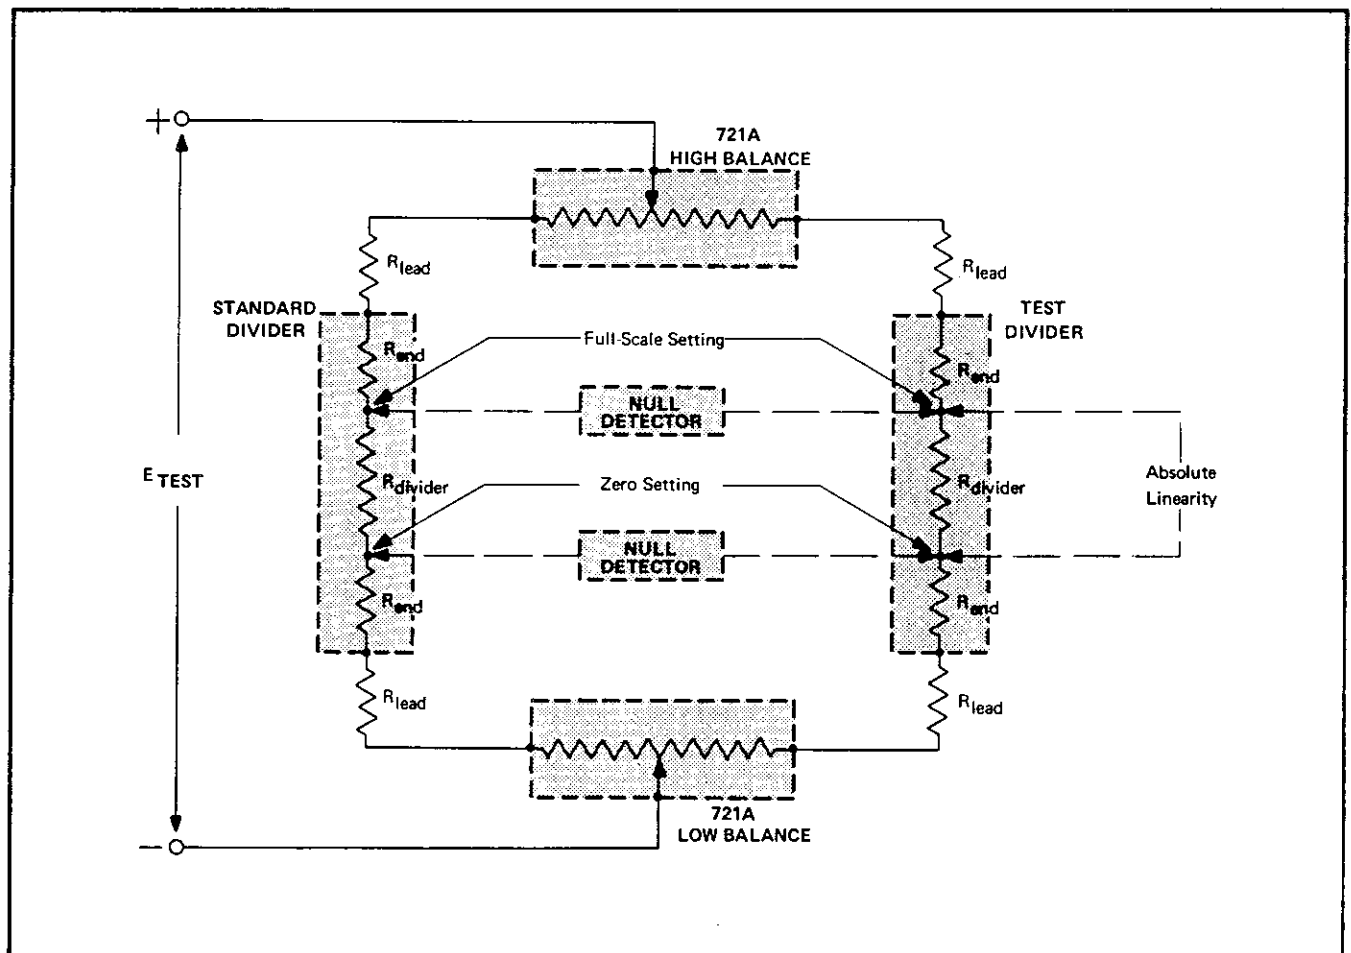 +
721A
HIGH BALANCE
Rlead
Rlead
STANDARD
DIVIDER
TEST
DIVIDER
Rend
Full-Scale Setting
Rend
NULL
DETECTOR
E TEST
Rdivider
Zero Setting
Rdivider
Absolute
Linearity
NULL
DETECTOR
Rend
Rend
Rlead
Rlead
721A
LOW BALANCE
—